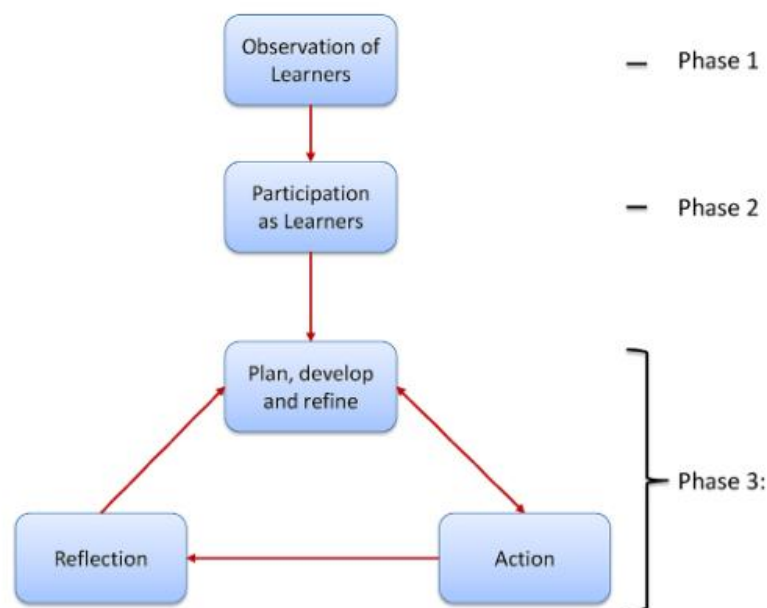 Observation of
Learners
Phase 1
Participation
as Learners
Phase 2
Plan, develop
and refine
Phase 3:
Reflection
Action